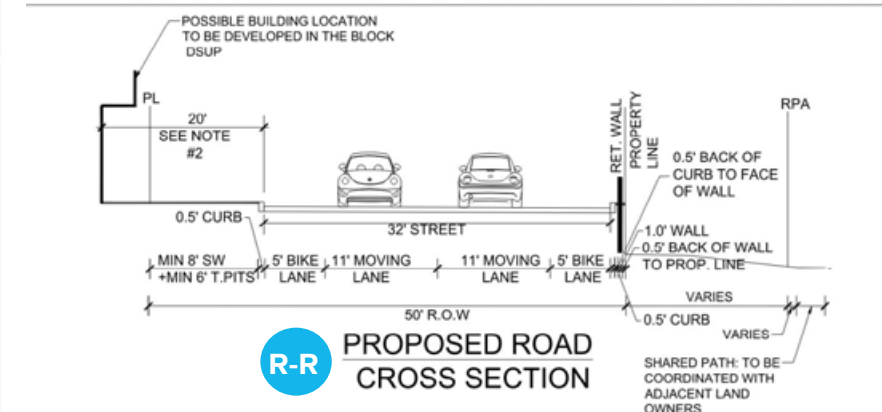 POSSIBLE BUILDING LOCATION
TO BE DEVELOPED IN THE BLOCK
DSUP
PL
20'
SEE NOTE
#2
RET. WALL
PROPERTY
LINE
RPA
0.5' BACK OF
CURB TO FACE
OF WALL
0.5' CURB
32' STREET
1.0' WALL
0.5' BACK OF WALL
TO PROP. LINE
MIN 8' SW
+MIN 6' T.PITS
5' BIKE
LANE
11' MOVING
LANE
11' MOVING
LANE
5' BIKE
LANE
VARIES
50' R.O.W
0.5' CURB
VARIES
R-R
PROPOSED ROAD
CROSS SECTION
SHARED PATH: TO BE
COORDINATED WITH
ADJACENT LAND
OWNERS